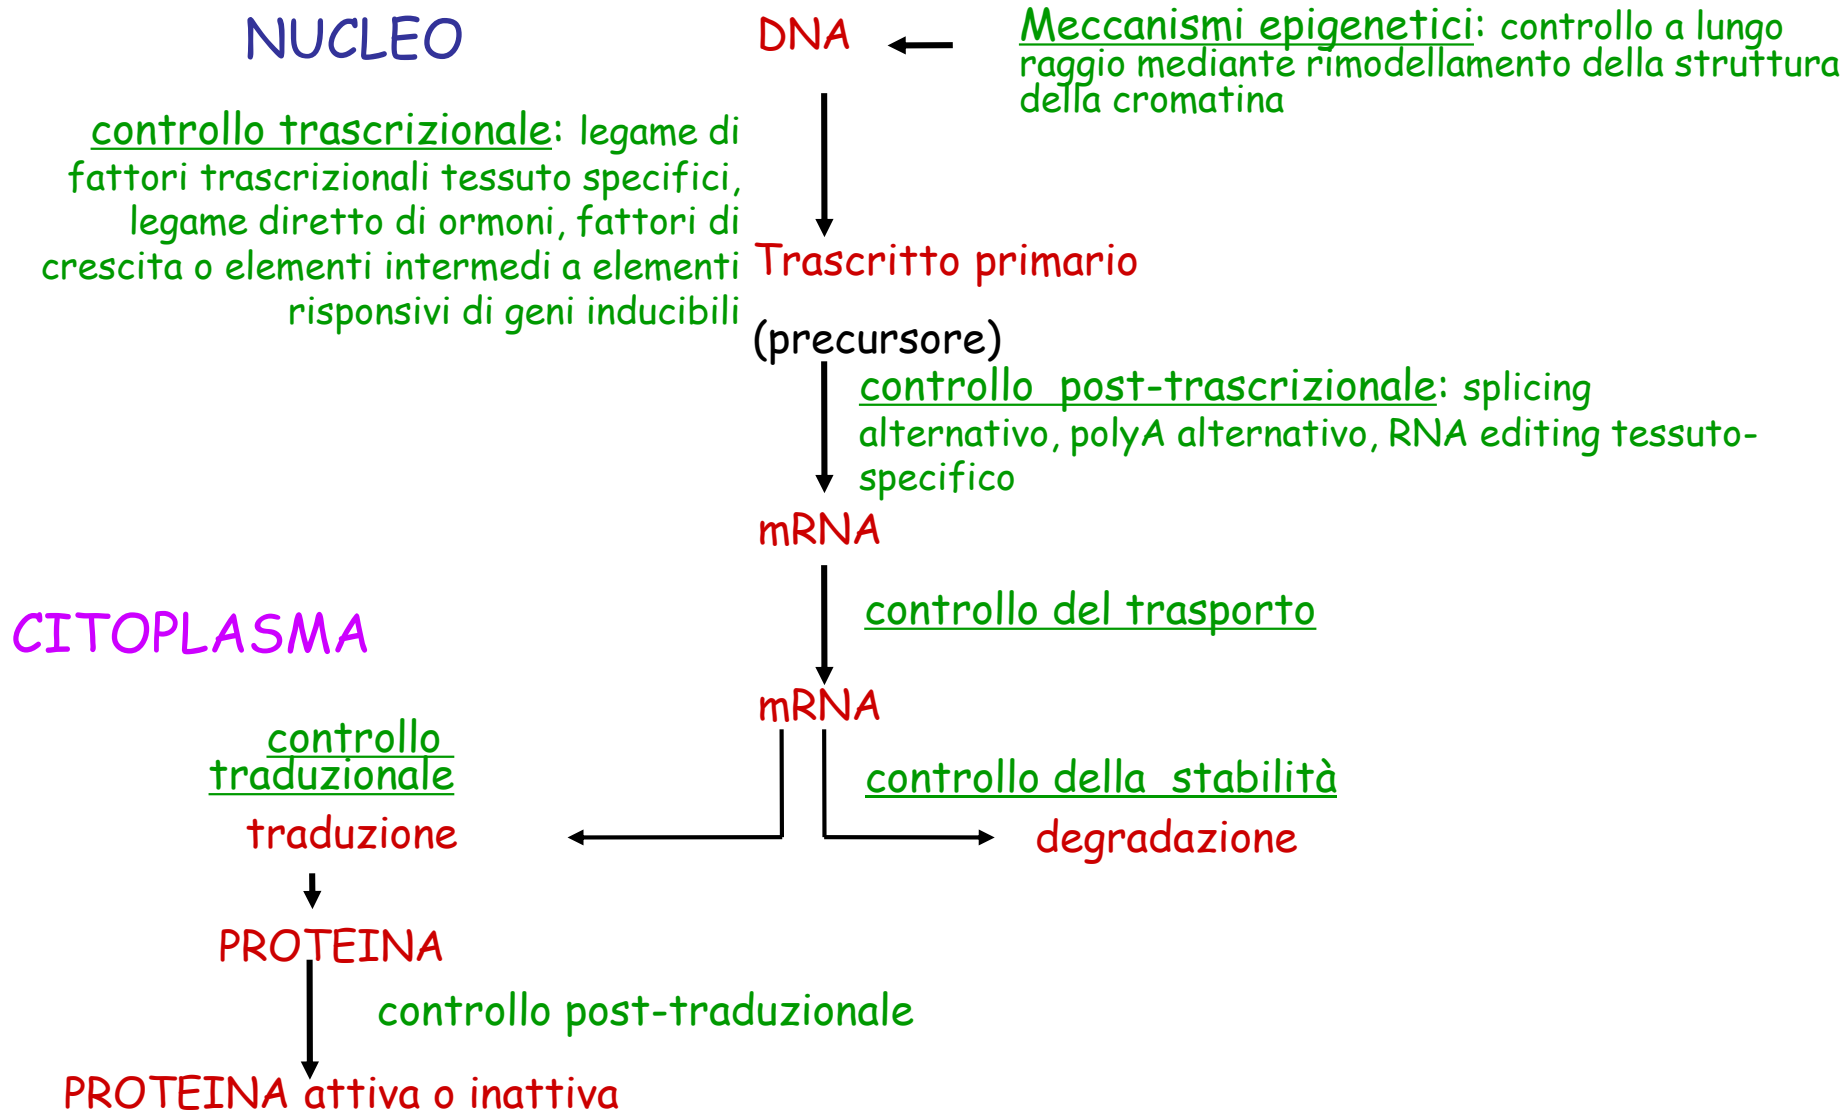 NUCLEO
DNA
Meccanismi epigenetici: controllo a lungo
raggio mediante rimodellamento della struttura
della cromatina
controllo trascrizionale: legame di
fattori trascrizionali tessuto specifici,
legame diretto di ormoni, fattori di
crescita o elementi intermedi a elementi
risponsivi di geni inducibili
Trascritto primario
(precursore)
controllo post-trascrizionale: splicing
alternativo, polyA alternativo, RNA editing tessuto-
specifico
mRNA
controllo del trasporto
CITOPLASMA
mRNA
controllo
traduzionale
controllo della stabilità
traduzione
degradazione
PROTEINA
controllo post-traduzionale
PROTEINA attiva o inattiva